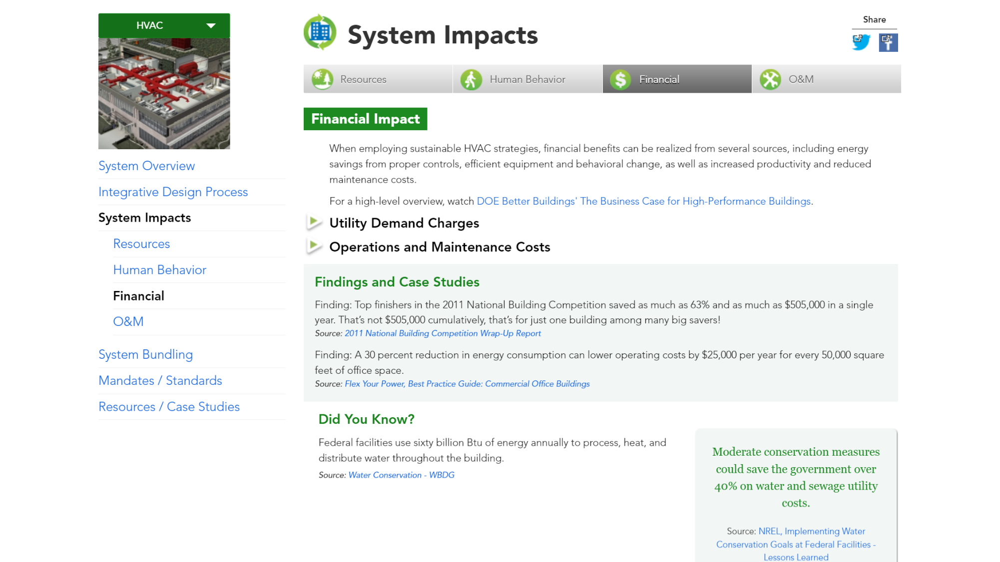 HVAC
System Overview
Integrative Design Process
System Impacts
Resources
Human Behavior
Financial
O&M
System Bundling
Mandates / Standards
Resources / Case Studies
System Impacts
Share
Resources
Human Behavior
Financial
O&M
Financial Impact
When employing sustainable HVAC strategies, financial benefits can be realized from several sources, including energy
savings from proper controls, efficient equipment and behavioral change, as well as increased productivity and reduced
maintenance costs.
For a high-level overview, watch DOE Better Buildings' The Business Case for High-Performance Buildings.
Utility Demand Charges
Operations and Maintenance Costs
Findings and Case Studies
Finding: Top finishers in the 2011 National Building Competition saved as much as 63% and as much as $505,000 in a single
year. That’s not $505,000 cumulatively, that’s for just one building among many big savers!
Source: 2011 National Building Competition Wrap-Up Report
Finding: A 30 percent reduction in energy consumption can lower operating costs by $25,000 per year for every 50,000 square
feet of office space.
Source: Flex Your Power, Best Practice Guide: Commercial Office Buildings
Did You Know?
Federal facilities use sixty billion Btu of energy annually to process, heat, and
distribute water throughout the building.
Source: Water Conservation - WBDG
Moderate conservation measures
could save the government over
40% on water and sewage utility
costs.
Source: NREL, Implementing Water
Conservation Goals at Federal Facilities -
Lessons Learned